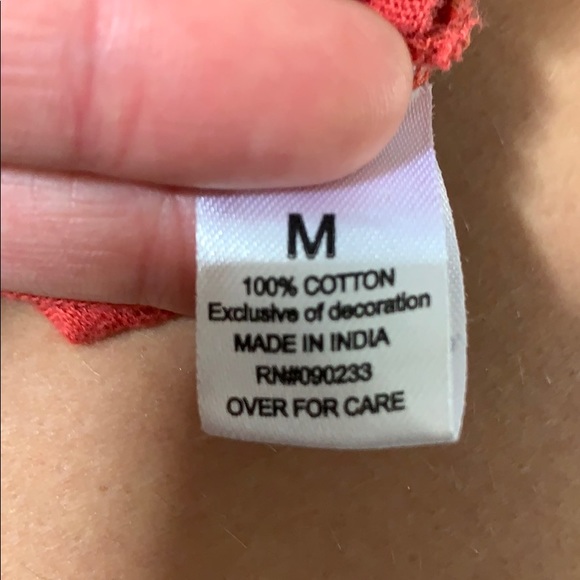 M
100% COTTON
Exclusive of decoration
MADE IN INDIA
RN#090233
OVER FOR CARE